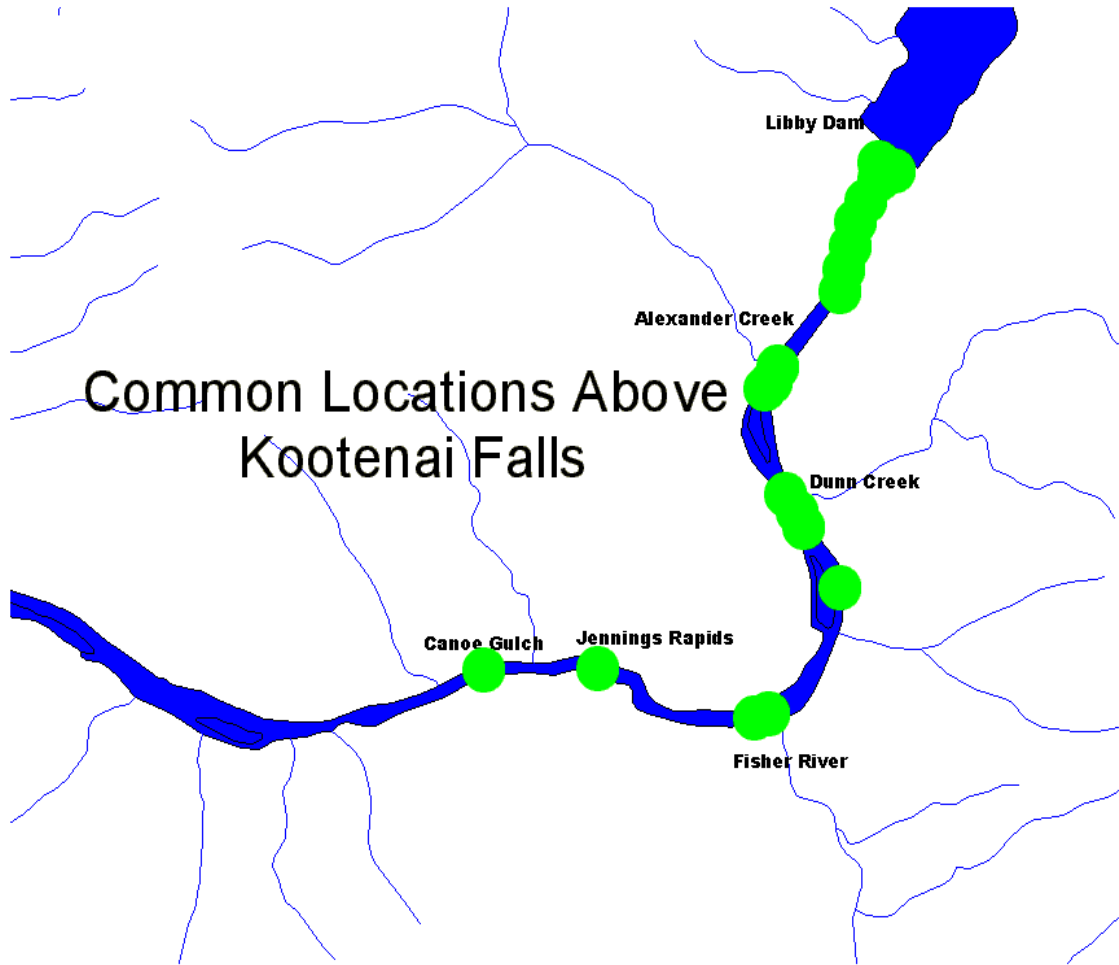 Libby Dam
Alexander Creek
Common Locations Above
Kootenai Falls
Dunn Creek
Canoe Gulch
Jennings Rapids
Fisher River